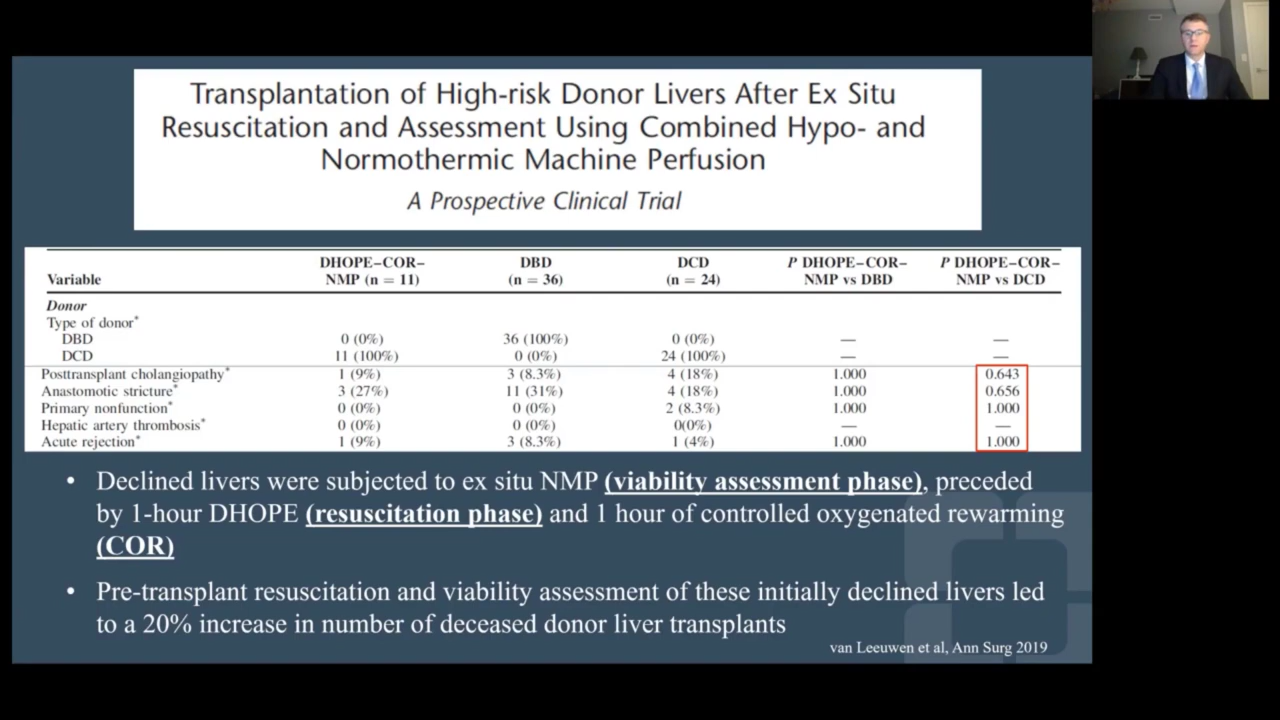 Transplantation of High-risk Donor Livers After Ex Situ
Resuscitation and Assessment Using Combined Hypo- and
Normothermic Machine Perfusion
A Prospective Clinical Trial
Variable DHOPE–COR–NMP (n = 11) DBD (n = 36) DCD (n = 24) P DHOPE–COR–NMP vs DBD P DHOPE–COR–NMP vs DCD
Donor
Type of donor*
DBD 0 (0%) 36 (100%) 0 (0%) — —
DCD 11 (100%) 0 (0%) 24 (100%) — —
Posttransplant cholangiopathy* 1 (9%) 3 (8.3%) 4 (18%) 1.000 0.643
Anastomotic stricture* 3 (27%) 11 (31%) 4 (18%) 1.000 0.656
Primary nonfunction* 0 (0%) 0 (0%) 2 (8.3%) 1.000 1.000
Hepatic artery thrombosis* 0 (0%) 0 (0%) 0(0%) — —
Acute rejection* 1 (9%) 3 (8.3%) 1 (4%) 1.000 1.000
• Declined livers were subjected to ex situ NMP (viability assessment phase), preceded
by 1-hour DHOPE (resuscitation phase) and 1 hour of controlled oxygenated rewarming
(COR)
• Pre-transplant resuscitation and viability assessment of these initially declined livers led
to a 20% increase in number of deceased donor liver transplants
van Leeuwen et al, Ann Surg 2019